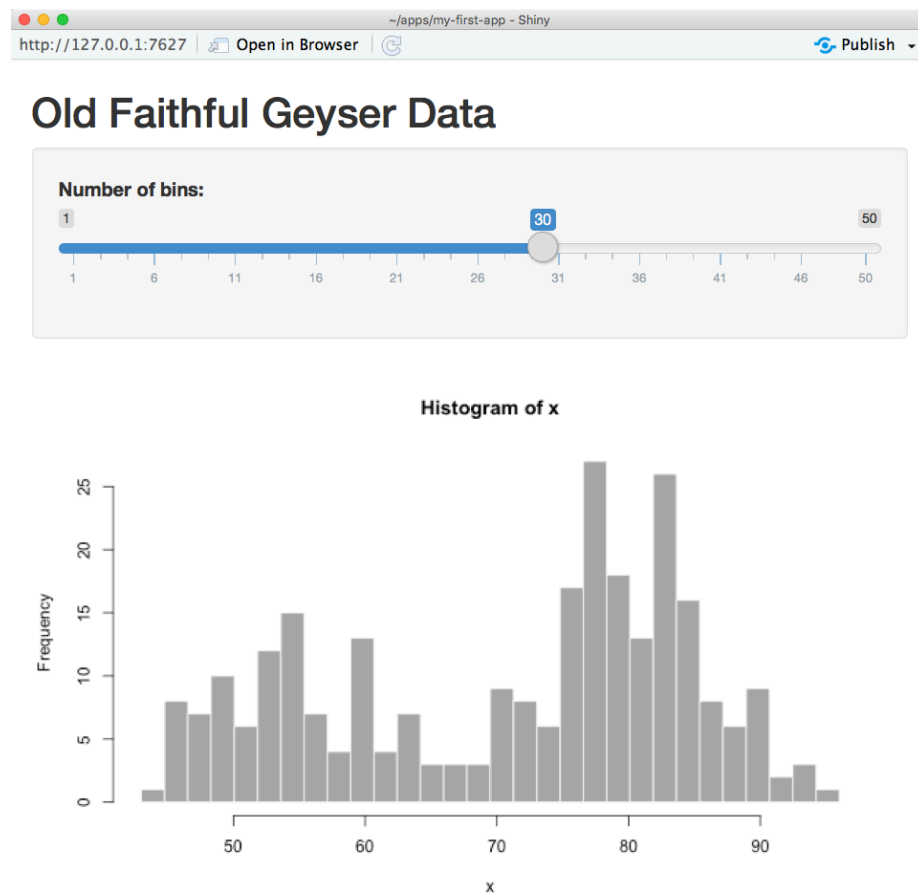 ~/apps/my-first-app - Shiny
http://127.0.0.1:7627 Open in Browser Publish
Old Faithful Geyser Data
Number of bins:
1 30 50
1 6 11 16 21 26 31 36 41 46 50
Histogram of x
25
20
15
10
5
0
Frequency
50 60 70 80 90
x